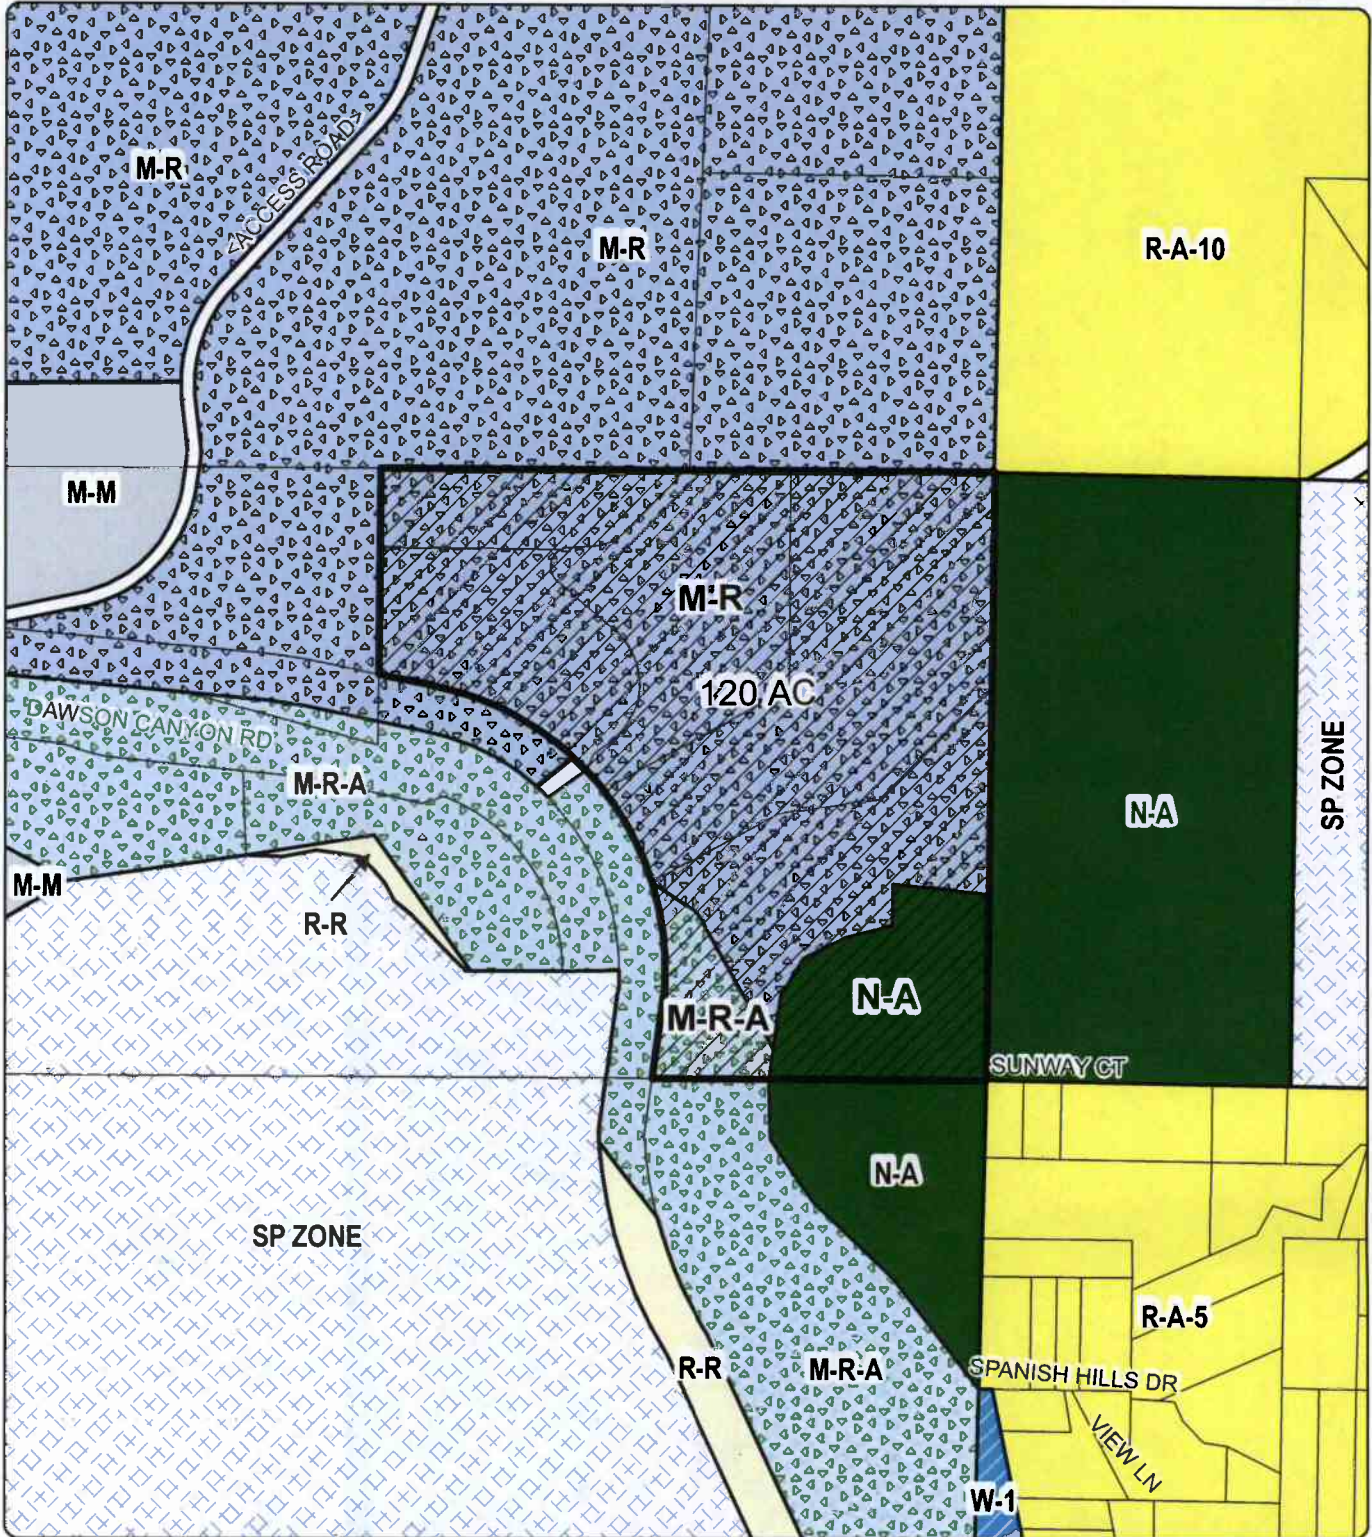 M-R
<ACCESS ROAD>
M-R
R-A-10
M-M
M-R
120 AC
DAWSON CANYON RD
M-R-A
SP ZONE
N-A
M-M
R-R
N-A
M-R-A
SUNWAY CT
N-A
SP ZONE
R-A-5
R-R
M-R-A
SPANISH HILLS DR
VIEW LN
W-1